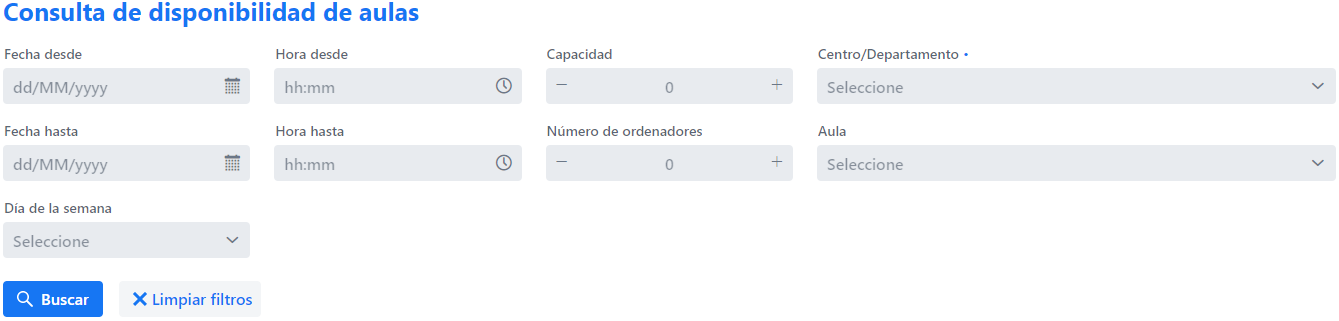 Consulta de disponibilidad de aulas
Fecha desde Hora desde Capacidad Centro/Departamento •
dd/MM/yyyy hh:mm − 0 + Seleccione
Fecha hasta Hora hasta Número de ordenadores Aula
dd/MM/yyyy hh:mm − 0 + Seleccione
Día de la semana
Seleccione
Buscar Limpiar filtros